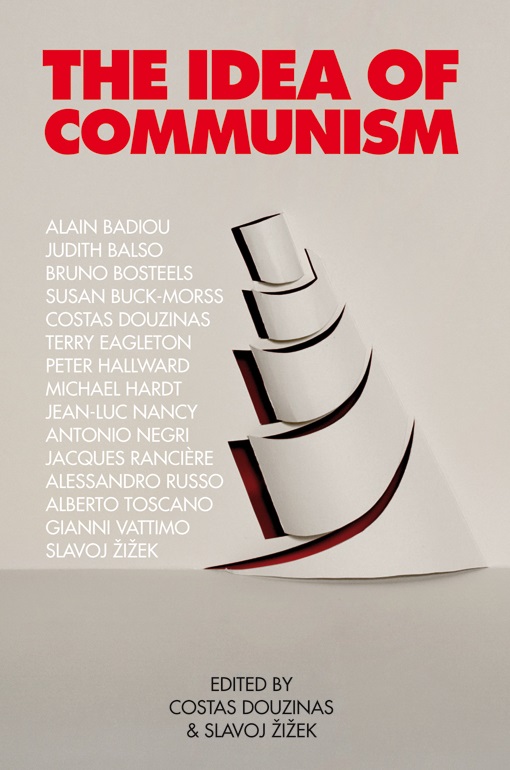 THE IDEA OF
COMMUNISM
ALAIN BADIOU
JUDITH BALSO
BRUNO BOSTEELS
SUSAN BUCK-MORSS
COSTAS DOUZINAS
TERRY EAGLETON
PETER HALLWARD
MICHAEL HARDT
JEAN-LUC NANCY
ANTONIO NEGRI
JACQUES RANCIÈRE
ALESSANDRO RUSSO
ALBERTO TOSCANO
GIANNI VATTIMO
SLAVOJ ŽIŽEK
EDITED BY
COSTAS DOUZINAS
& SLAVOJ ŽIŽEK